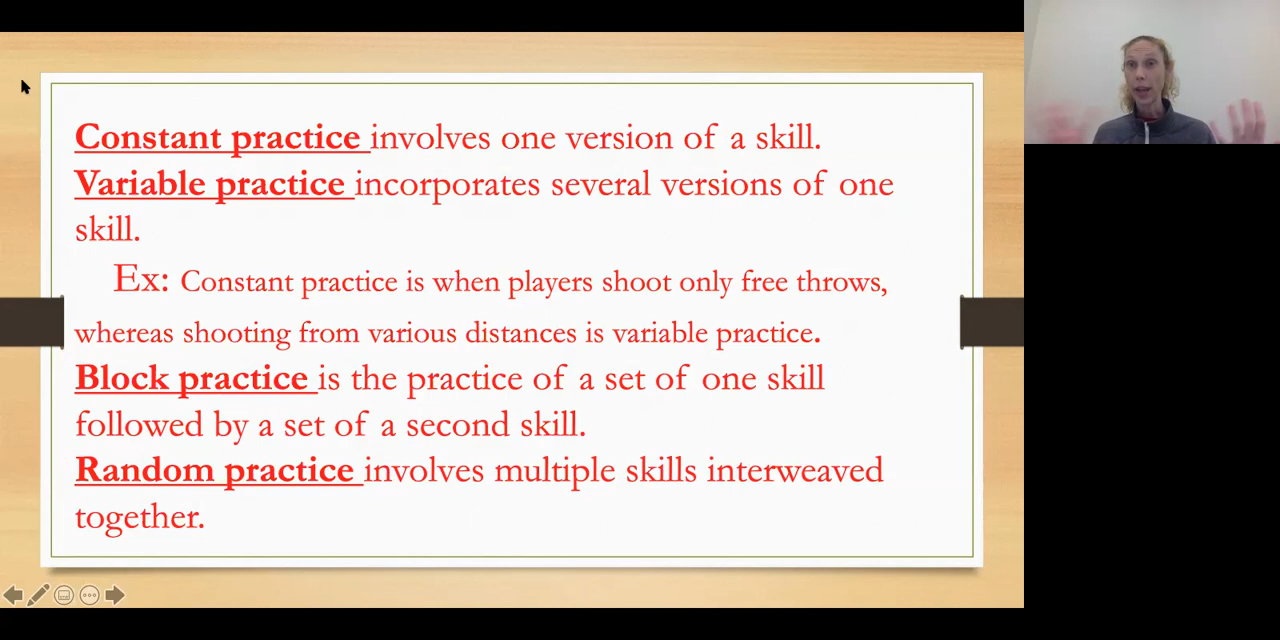 Constant practice involves one version of a skill.
Variable practice incorporates several versions of one
skill.
Ex: Constant practice is when players shoot only free throws,
whereas shooting from various distances is variable practice.
Block practice is the practice of a set of one skill
followed by a set of a second skill.
Random practice involves multiple skills interweaved
together.